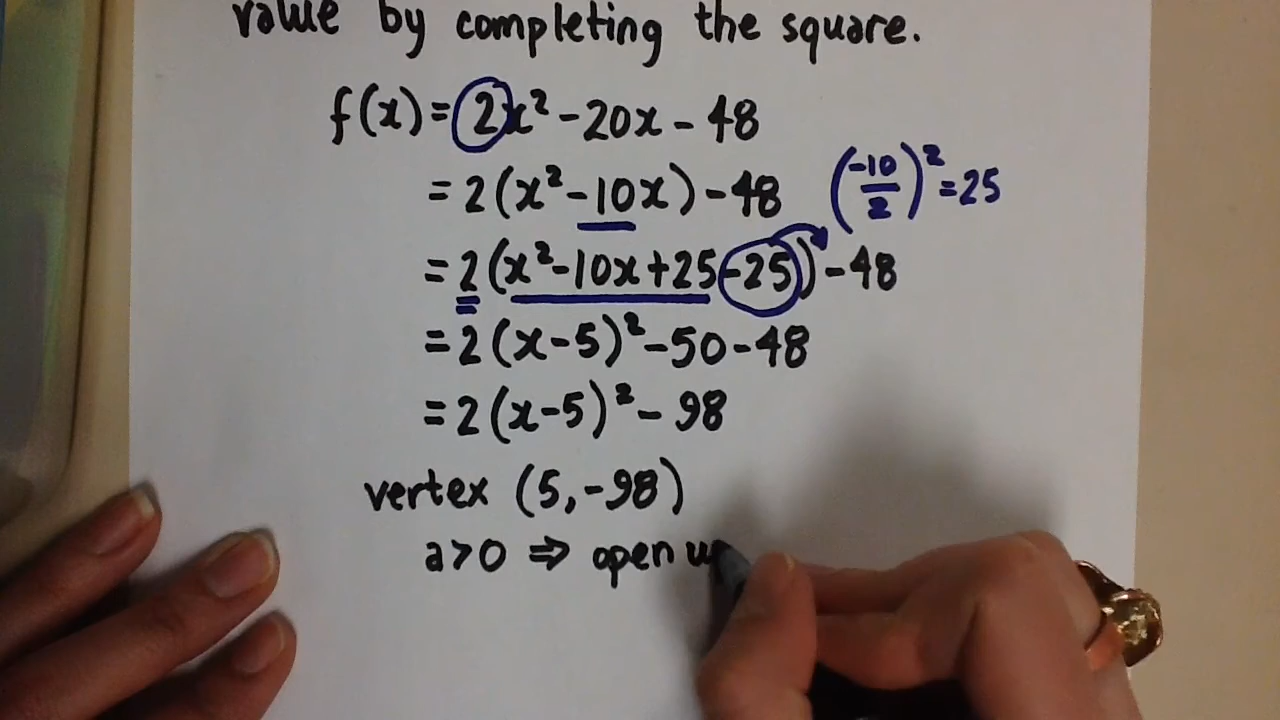 value by completing the square.
f(x) = 2x² - 20x - 48
= 2(x² - 10x) - 48 (-10/2)² = 25
= 2(x² - 10x + 25 - 25) - 48
= 2(x - 5)² - 50 - 48
= 2(x - 5)² - 98
vertex (5, -98)
a > 0 ⇒ open up